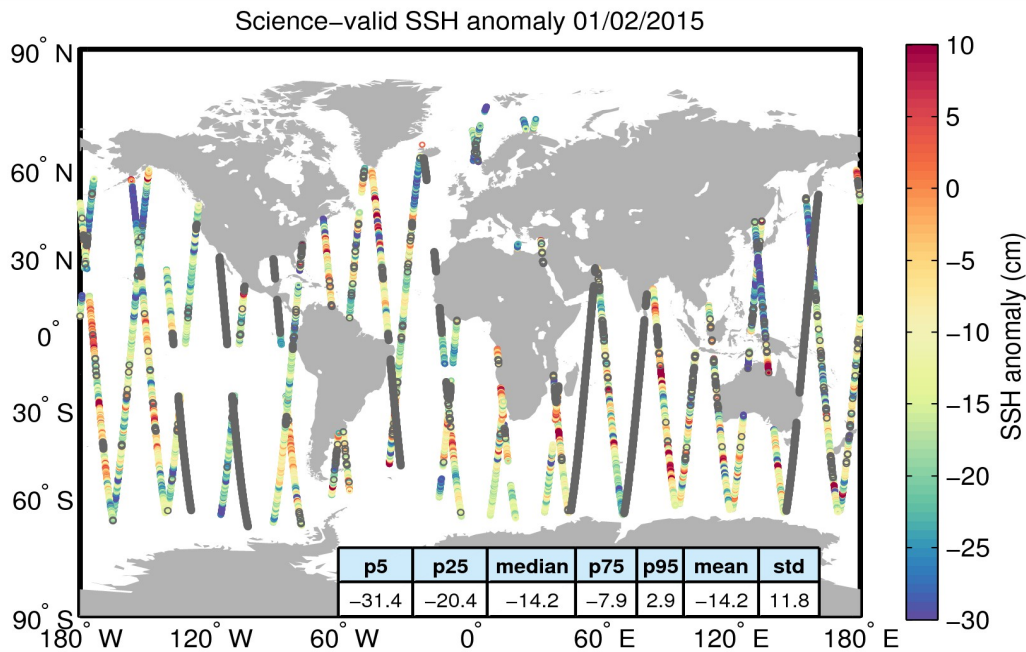 Science−valid SSH anomaly 01/02/2015
90° N
60° N
30° N
0°
30° S
60° S
90° S
180° W
120° W
60° W
0°
60° E
120° E
180° E
p5 p25 median p75 p95 mean std
−31.4 −20.4 −14.2 −7.9 2.9 −14.2 11.8
10
5
0
−5
−10
−15
−20
−25
−30
SSH anomaly (cm)